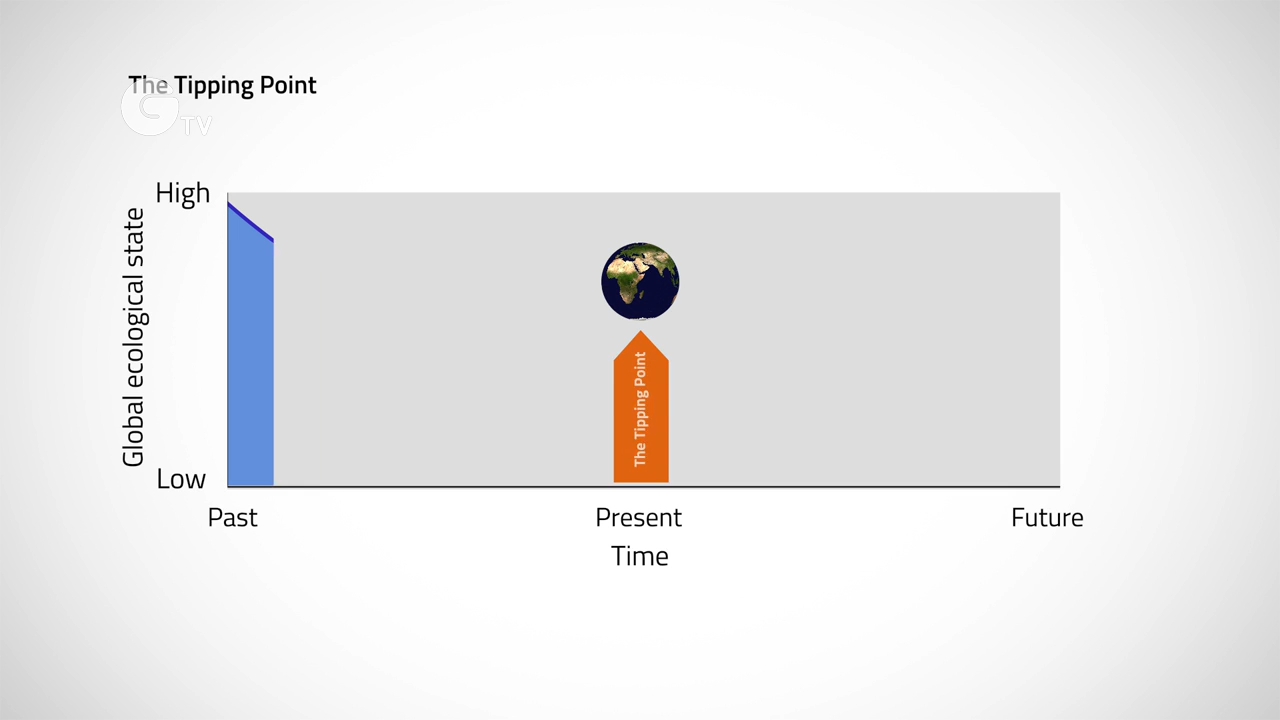 The Tipping Point
TV
High
Global ecological state
The Tipping Point
Low
Past
Present
Future
Time